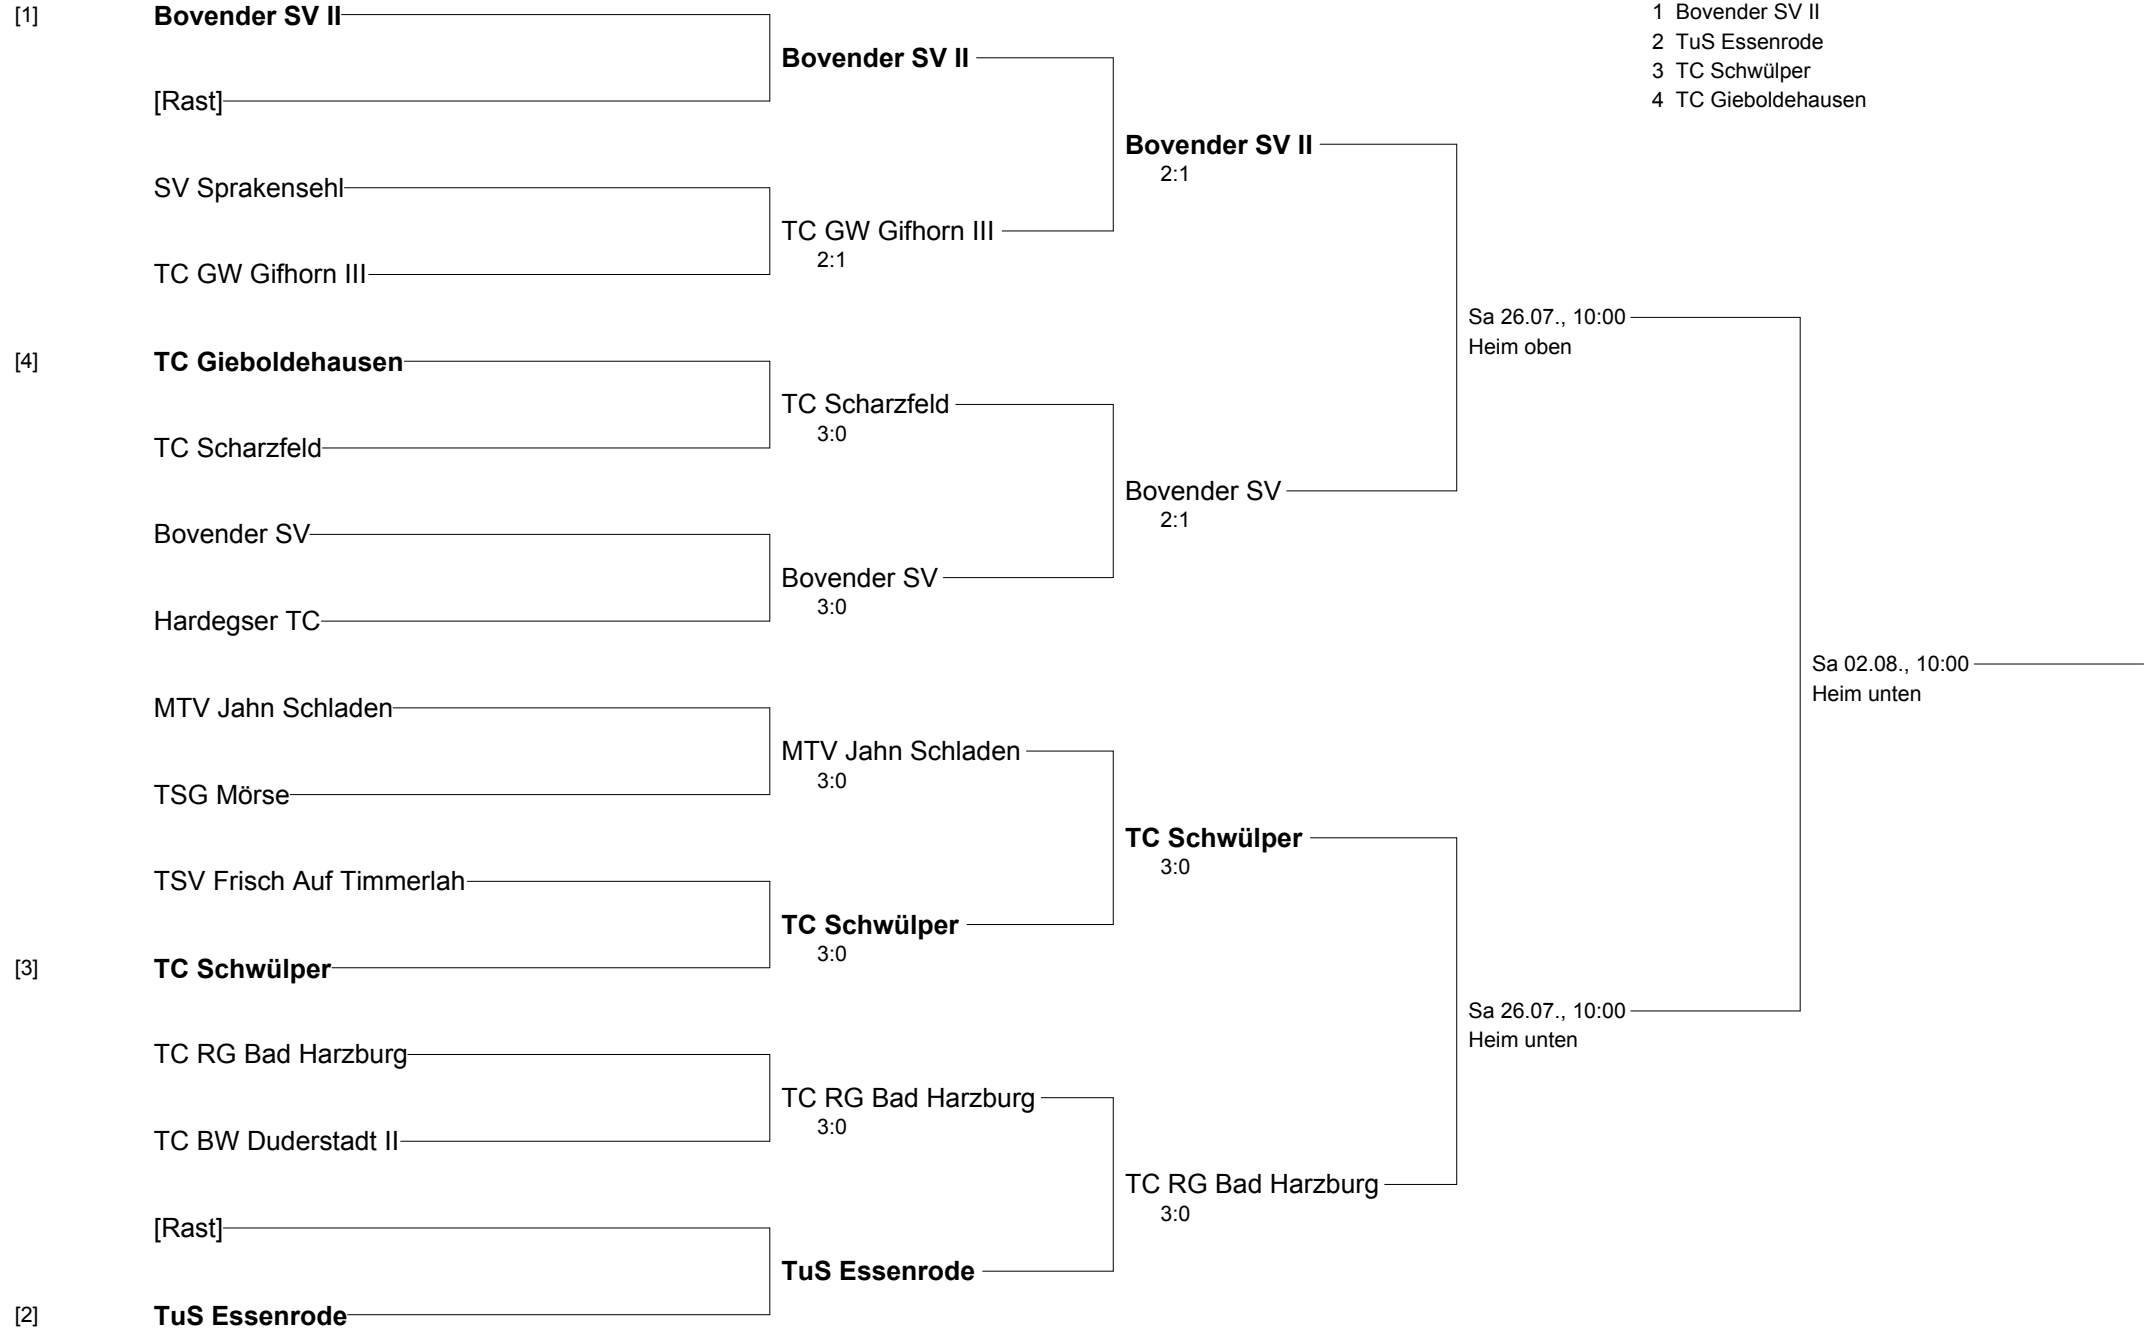 [1]
Bovender SV II
[Rast]
SV Sprakensehl
TC GW Gifhorn III
[4]
TC Gieboldehausen
TC Scharzfeld
Bovender SV
Hardegser TC
MTV Jahn Schladen
TSG Mörse
TSV Frisch Auf Timmerlah
[3]
TC Schwülper
TC RG Bad Harzburg
TC BW Duderstadt II
[Rast]
[2]
TuS Essenrode
Bovender SV II
TC GW Gifhorn III
2:1
TC Scharzfeld
3:0
Bovender SV
3:0
MTV Jahn Schladen
3:0
TC Schwülper
3:0
TC RG Bad Harzburg
3:0
TuS Essenrode
Bovender SV II
2:1
Bovender SV
2:1
TC Schwülper
3:0
TC RG Bad Harzburg
3:0
Sa 26.07., 10:00
Heim oben
Sa 26.07., 10:00
Heim unten
Sa 02.08., 10:00
Heim unten
1 Bovender SV II
2 TuS Essenrode
3 TC Schwülper
4 TC Gieboldehausen